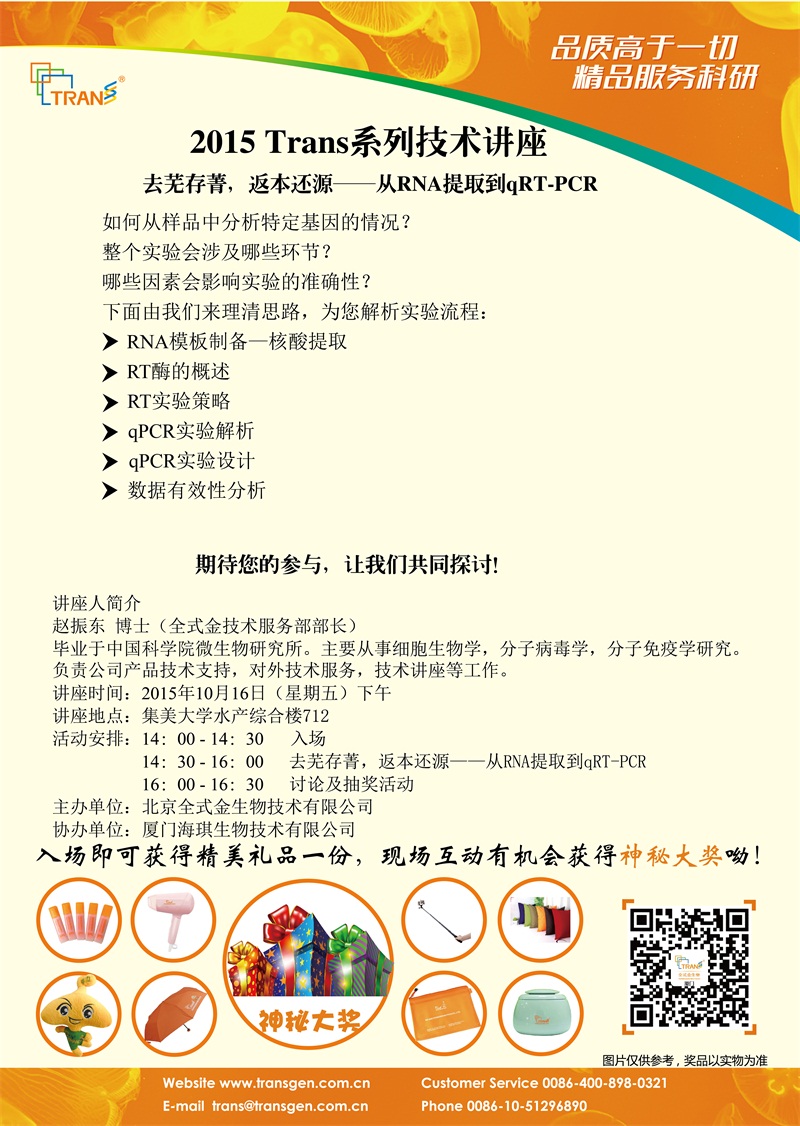 品质高于一切
精品服务科研
TRANS®
2015 Trans系列技术讲座
去芜存菁，返本还源——从RNA提取到qRT-PCR
如何从样品中分析特定基因的情况？
整个实验会涉及哪些环节？
哪些因素会影响实验的准确性？
下面由我们来理清思路，为您解析实验流程：
➤ RNA模板制备—核酸提取
➤ RT酶的概述
➤ RT实验策略
➤ qPCR实验解析
➤ qPCR实验设计
➤ 数据有效性分析
期待您的参与，让我们共同探讨!
讲座人简介
赵振东 博士（全式金技术服务部部长）
毕业于中国科学院微生物研究所。主要从事细胞生物学，分子病毒学，分子免疫学研究。
负责公司产品技术支持，对外技术服务，技术讲座等工作。
讲座时间：2015年10月16日（星期五）下午
讲座地点：集美大学水产综合楼712
活动安排：14：00 - 14：30 入场
14：30 - 16：00 去芜存菁，返本还源——从RNA提取到qRT-PCR
16：00 - 16：30 讨论及抽奖活动
主办单位：北京全式金生物技术有限公司
协办单位：厦门海琪生物技术有限公司
入场即可获得精美礼品一份，现场互动有机会获得神秘大奖呦！
神秘大奖
TRANS
图片仅供参考，奖品以实物为准
Website www.transgen.com.cn
Customer Service 0086-400-898-0321
E-mail trans@transgen.com.cn
Phone 0086-10-51296890